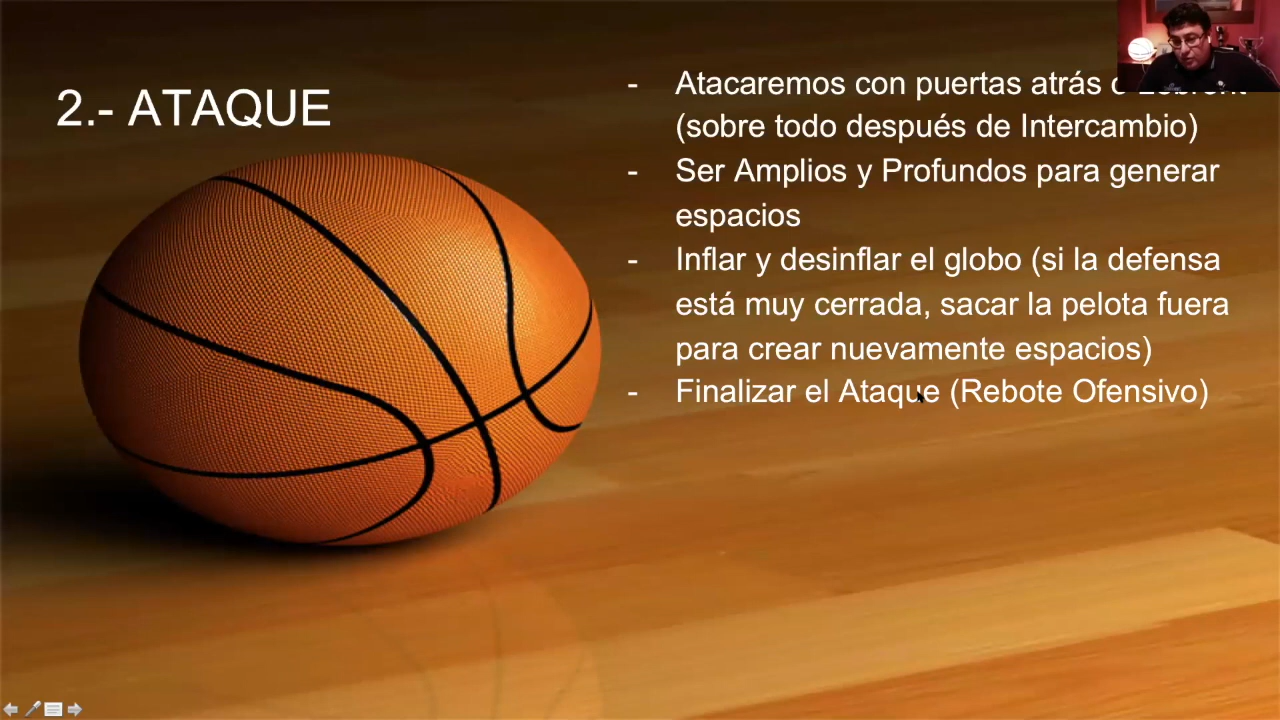 2.- ATAQUE
- Atacaremos con puertas atrás o
(sobre todo después de Intercambio)
- Ser Amplios y Profundos para generar
espacios
- Inflar y desinflar el globo (si la defensa
está muy cerrada, sacar la pelota fuera
para crear nuevamente espacios)
- Finalizar el Ataque (Rebote Ofensivo)